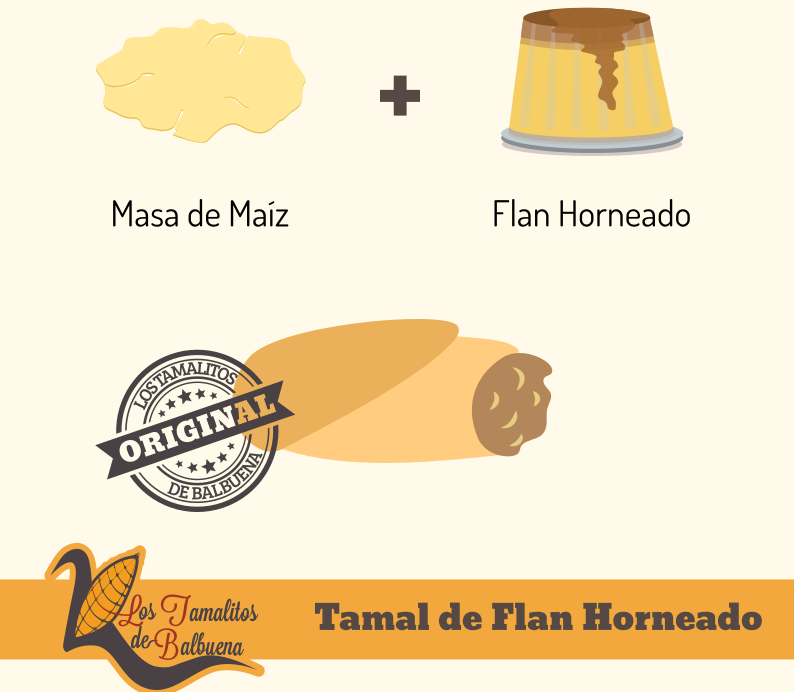 Masa de Maíz
Flan Horneado
LOS TAMALITOS
ORIGINAL
DE BALBUENA
Los Tamalitos
de Balbuena
Tamal de Flan Horneado